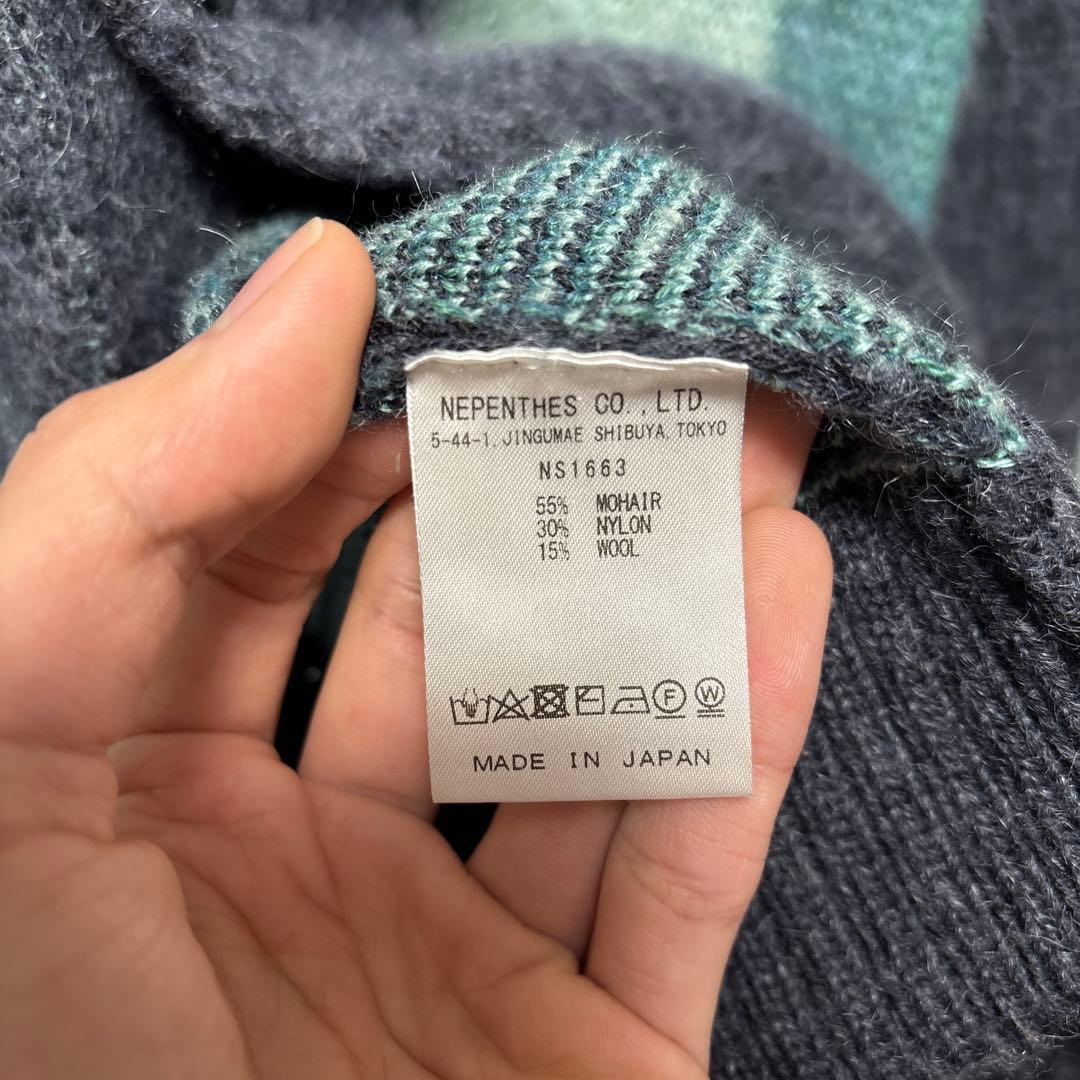 NEPENTHES CO.,LTD.
5-44-1, JINGUMAE SHIBUYA, TOKYO
NS1663
55% MOHAIR
30% NYLON
15% WOOL
F W
MADE IN JAPAN